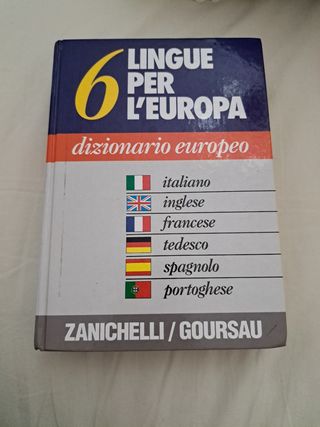 6 LINGUE
PER
L'EUROPA
dizionario europeo
italiano
inglese
francese
tedesco
spagnolo
portoghese
ZANICHELLI/GOURSAU